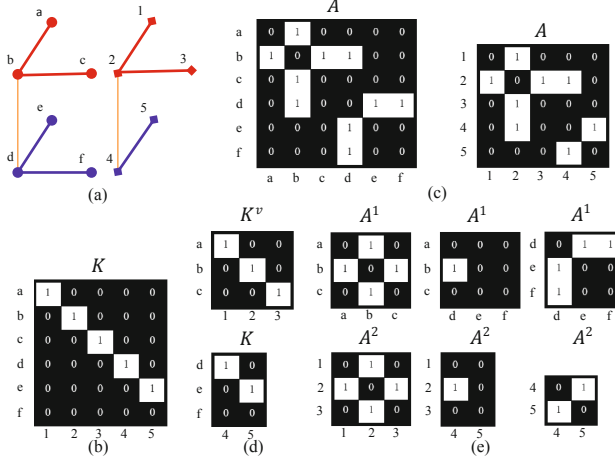 a 1
b c 2 3
e 5
d f 4
(a)
A
a 0 1 0 0 0 0
b 1 0 1 1 0 0
c 0 1 0 0 0 0
d 0 1 0 0 1 1
e 0 0 0 1 0 0
f 0 0 0 1 0 0
a b c d e f
A
1 0 1 0 0 0
2 1 0 1 1 0
3 0 1 0 0 0
4 0 1 0 0 1
5 0 0 0 1 0
1 2 3 4 5
(c)
K
a 1 0 0 0 0
b 0 1 0 0 0
c 0 0 1 0 0
d 0 0 0 1 0
e 0 0 0 0 1
f 0 0 0 0 0
1 2 3 4 5
(b)
K^v
a 1 0 0
b 0 1 0
c 0 0 1
1 2 3
K
d 1 0
e 0 1
f 0 0
4 5
(d)
A^1
a 0 1 0
b 1 0 1
c 0 1 0
a b c
A^1
a 0 0 0
b 1 0 0
c 0 0 0
d e f
A^1
d 0 1 1
e 1 0 0
f 1 0 0
d e f
A^2
1 0 1 0
2 1 0 1
3 0 1 0
1 2 3
A^2
1 0 0
2 1 0
3 0 0
4 5
A^2
4 0 1
5 1 0
4 5
(e)